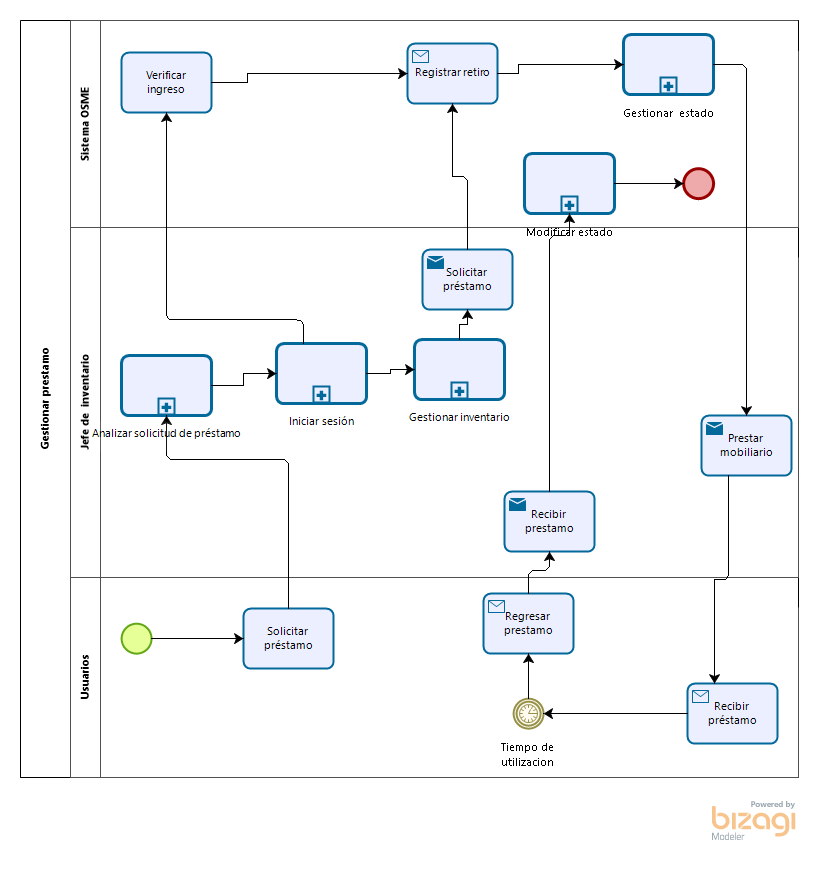 Gestionar prestamo
Sistema OSME
Verificar
ingreso
Registrar retiro
Gestionar  estado
Modificar estado
Jefe de  inventario
Solicitar
préstamo
Analizar solicitud de préstamo
Iniciar sesión
Gestionar inventario
Prestar
mobiliario
Recibir
prestamo
Usuarios
Solicitar
préstamo
Regresar
prestamo
Recibir
préstamo
Tiempo de
utilizacion
Powered by
bizagi
Modeler